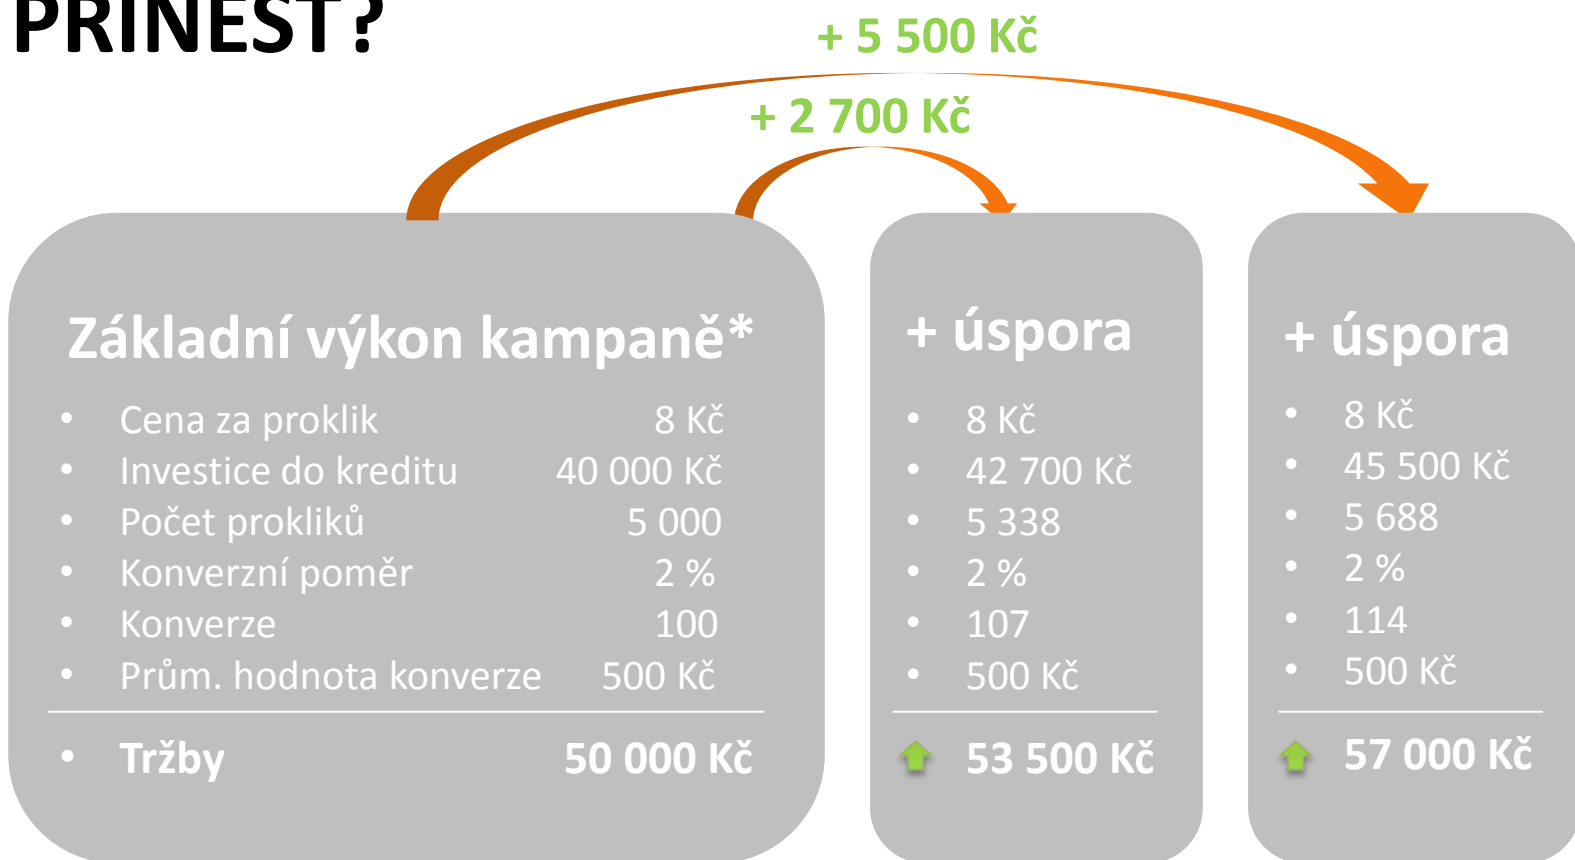 PŘINÉST?
+ 5 500 Kč
+ 2 700 Kč
Základní výkon kampaně*
• Cena za proklik 8 Kč
• Investice do kreditu 40 000 Kč
• Počet prokliků 5 000
• Konverzní poměr 2 %
• Konverze 100
• Prům. hodnota konverze 500 Kč
• Tržby 50 000 Kč
+ úspora
• 8 Kč
• 42 700 Kč
• 5 338
• 2 %
• 107
• 500 Kč
53 500 Kč
+ úspora
• 8 Kč
• 45 500 Kč
• 5 688
• 2 %
• 114
• 500 Kč
57 000 Kč